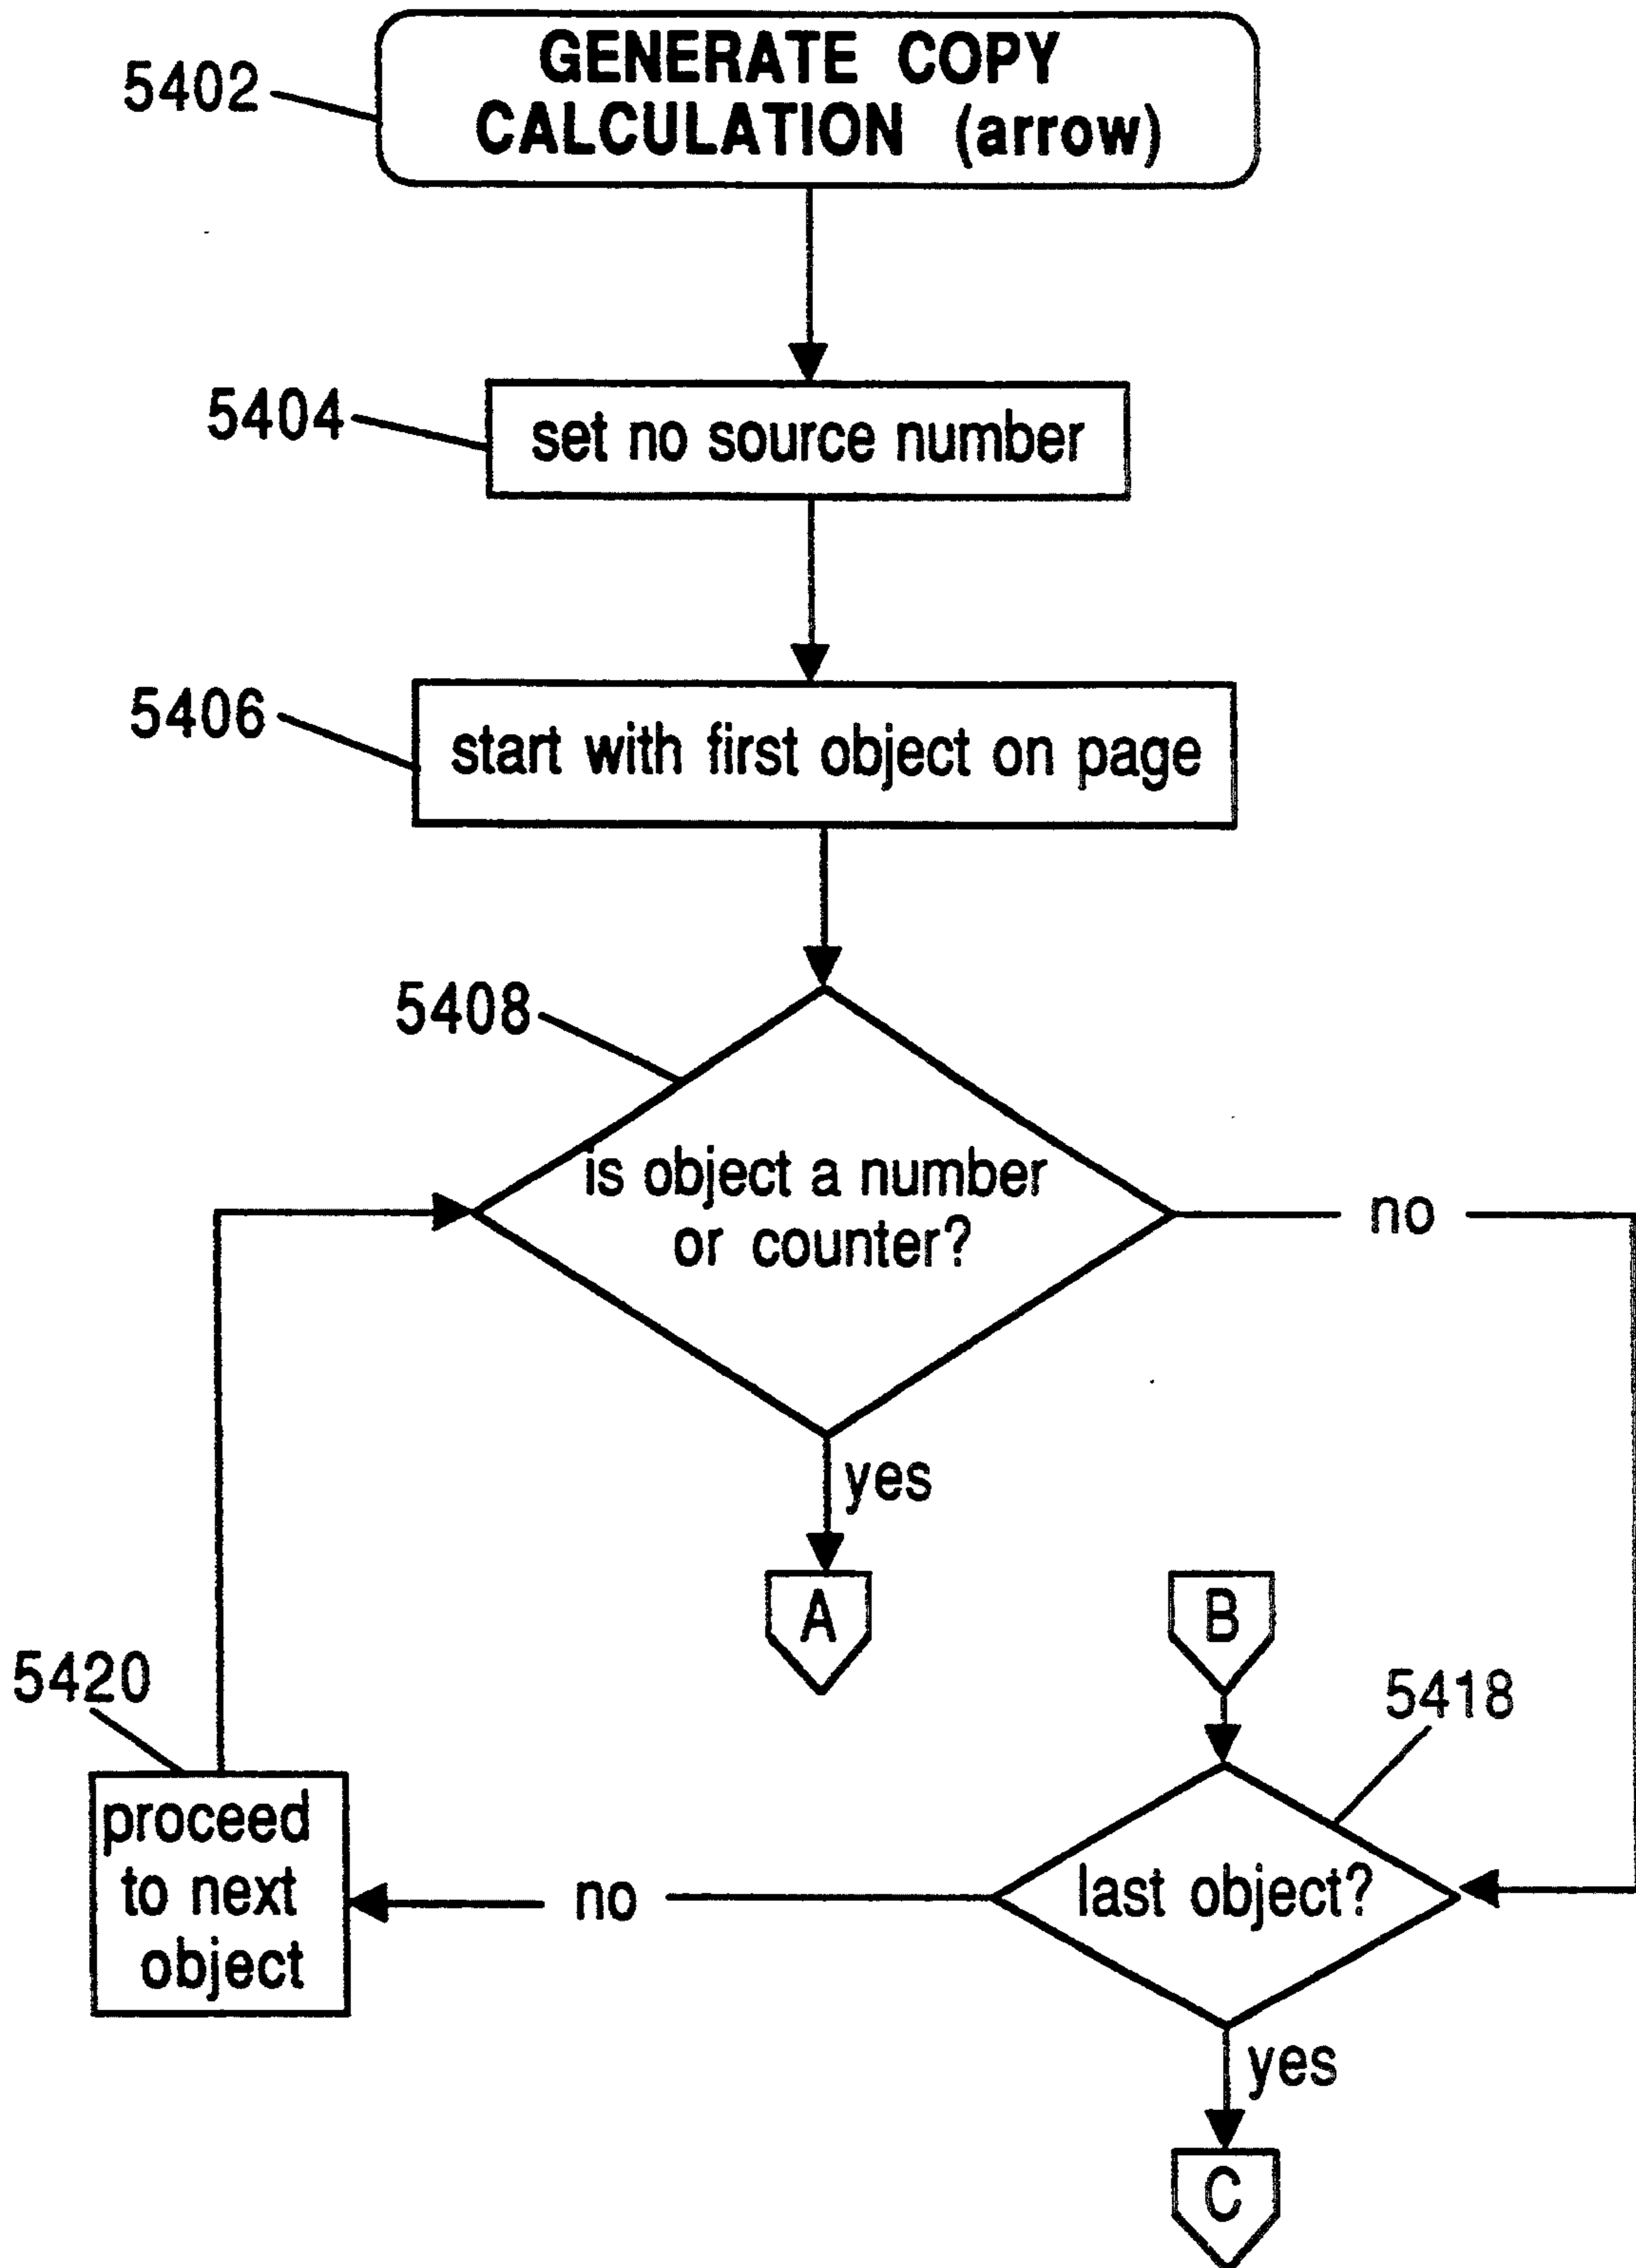 GENERATE COPY
CALCULATION (arrow)
5402
set no source number
5404
start with first object on page
5406
5408
is object a number
or counter?
no
yes
A
B
5420
5418
proceed
to next
object
no
last object?
yes
C